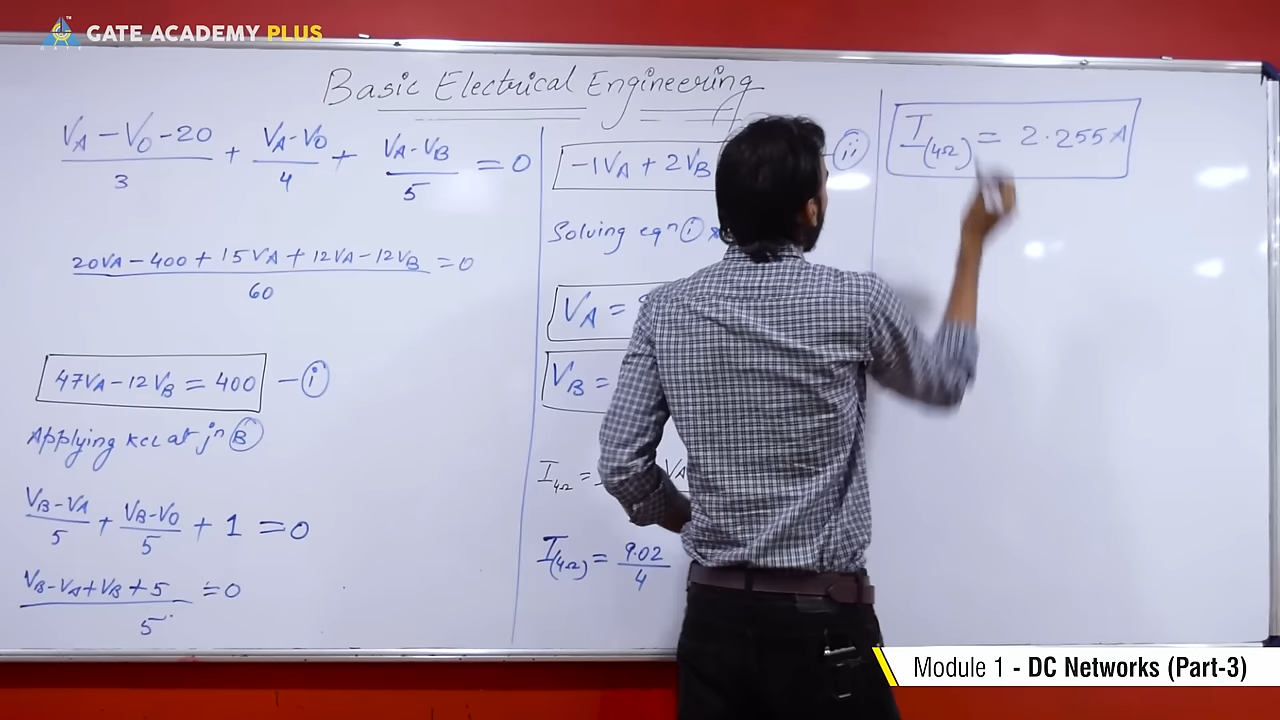 GATE ACADEMY PLUS
GATE
Basic Electrical Engineering
VA – VO – 20 / 3 + VA – VO / 4 + VA – VB / 5 = 0
20VA – 400 + 15VA + 12VA – 12VB / 60 = 0
47VA – 12VB = 400 – (i)
Applying KCL at jn (B)
VB – VA / 5 + VB – VO / 5 + 1 = 0
VB – VA + VB + 5 / 5 = 0
–1VA + 2VB (ii)
Solving eqn (i)
VA =
VB =
I4Ω = VA
I(4Ω) = 9.02 / 4
I(4Ω) = 2.255A
Module 1 - DC Networks (Part-3)